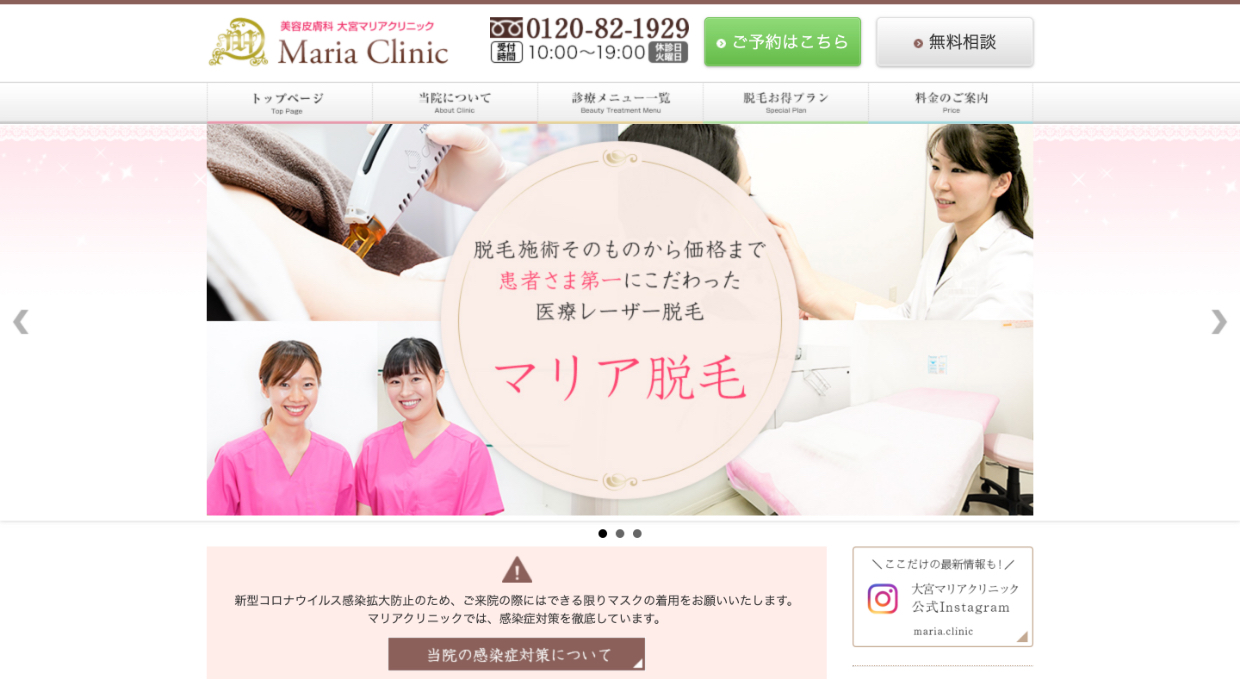 美容皮膚科 大宮マリアクリニック
Maria Clinic
0120-82-1929
受付時間 10:00～19:00 休診日 火曜日
ご予約はこちら
無料相談
トップページ
Top Page
当院について
About Clinic
診療メニュー一覧
Beauty Treatment Menu
脱毛お得プラン
Special Plan
料金のご案内
Price
脱毛施術そのものから価格まで
患者さま第一にこだわった
医療レーザー脱毛
マリア脱毛
新型コロナウイルス感染拡大防止のため、ご来院の際にはできる限りマスクの着用をお願いいたします。
マリアクリニックでは、感染症対策を徹底しています。
当院の感染症対策について
＼ここだけの最新情報も!／
大宮マリアクリニック
公式Instagram
maria.clinic